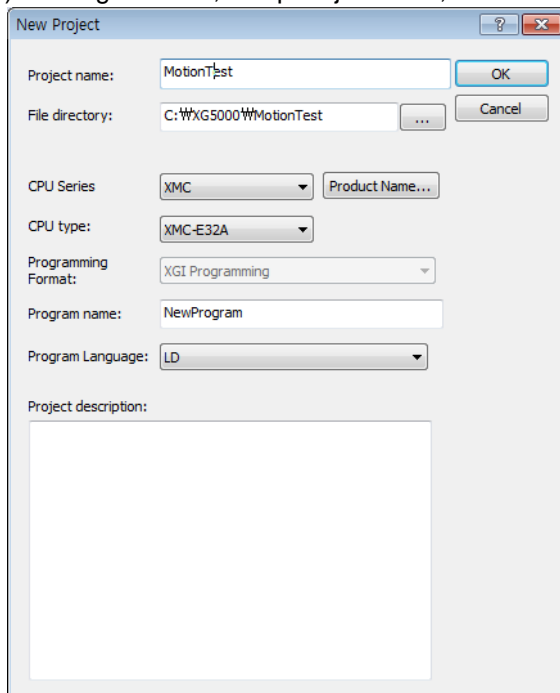 New Project
Project name: MotionTest OK
File directory: C:₩XG5000₩MotionTest ... Cancel
CPU Series XMC Product Name...
CPU type: XMC-E32A
Programming
Format: XGI Programming
Program name: NewProgram
Program Language: LD
Project description: